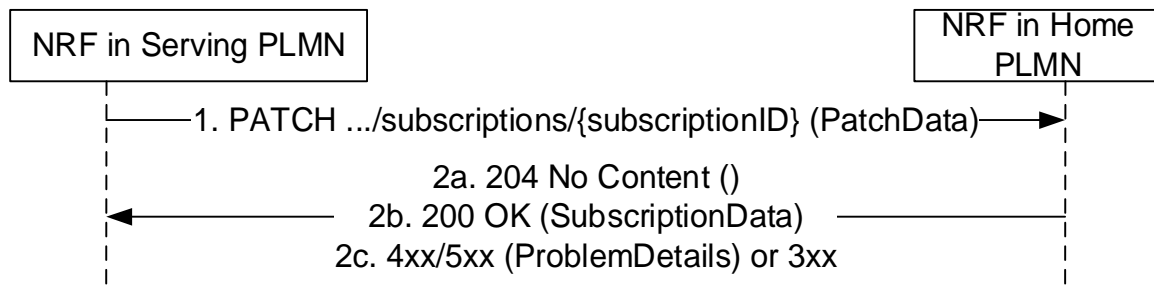 NRF in Serving PLMN
NRF in Home
PLMN
1. PATCH .../subscriptions/{subscriptionID} (PatchData)
2a. 204 No Content ()
2b. 200 OK (SubscriptionData)
2c. 4xx/5xx (ProblemDetails) or 3xx